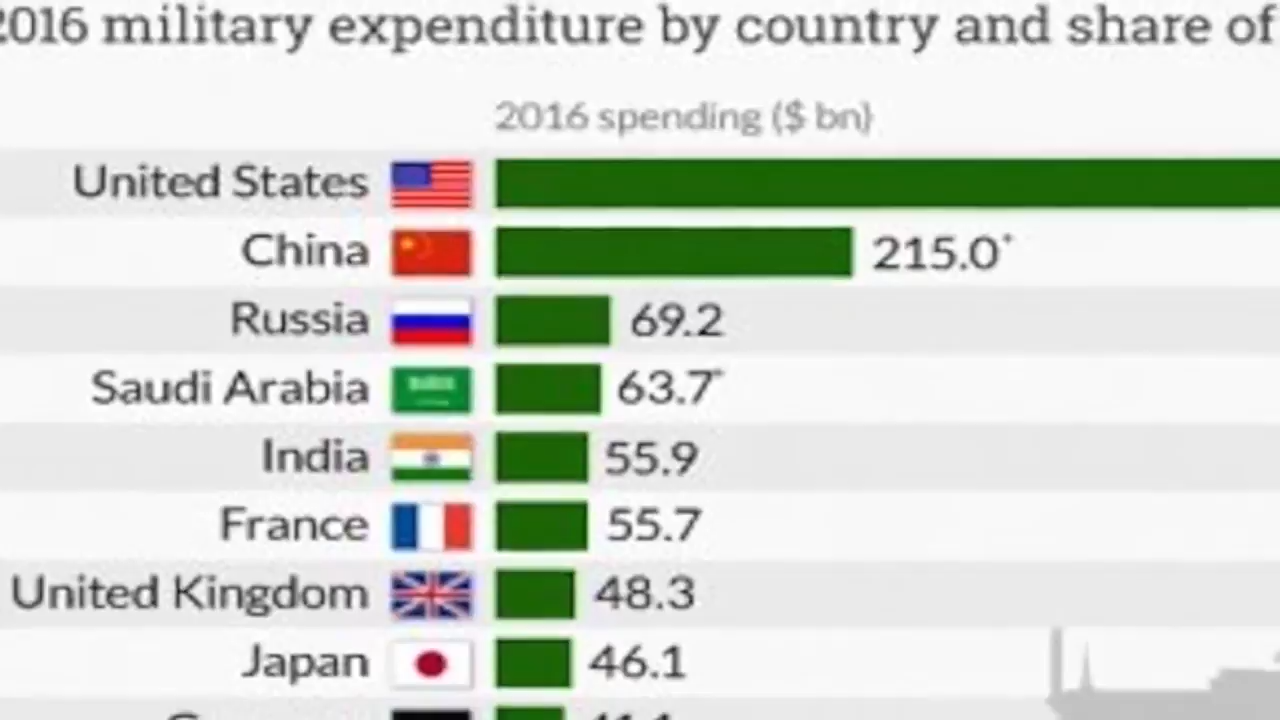 2016 military expenditure by country and share of
2016 spending ($ bn)
United States
China 215.0*
Russia 69.2
Saudi Arabia 63.7*
India 55.9
France 55.7
United Kingdom 48.3
Japan 46.1